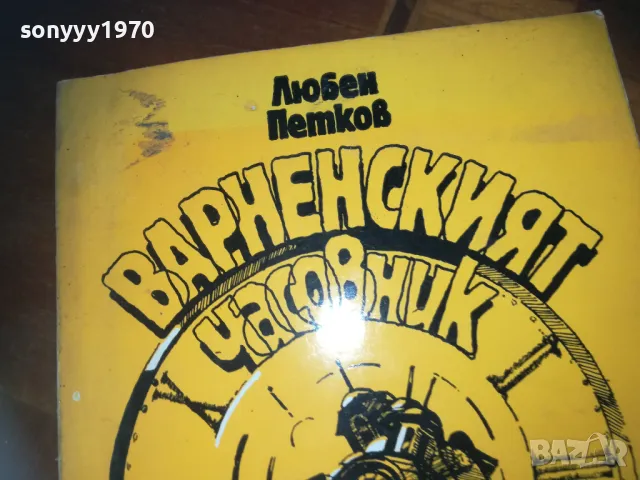 sonyyy1970
Любен
Петков
ВАРНЕНСКИЯТ
ЧАСОВНИК
BAZAR